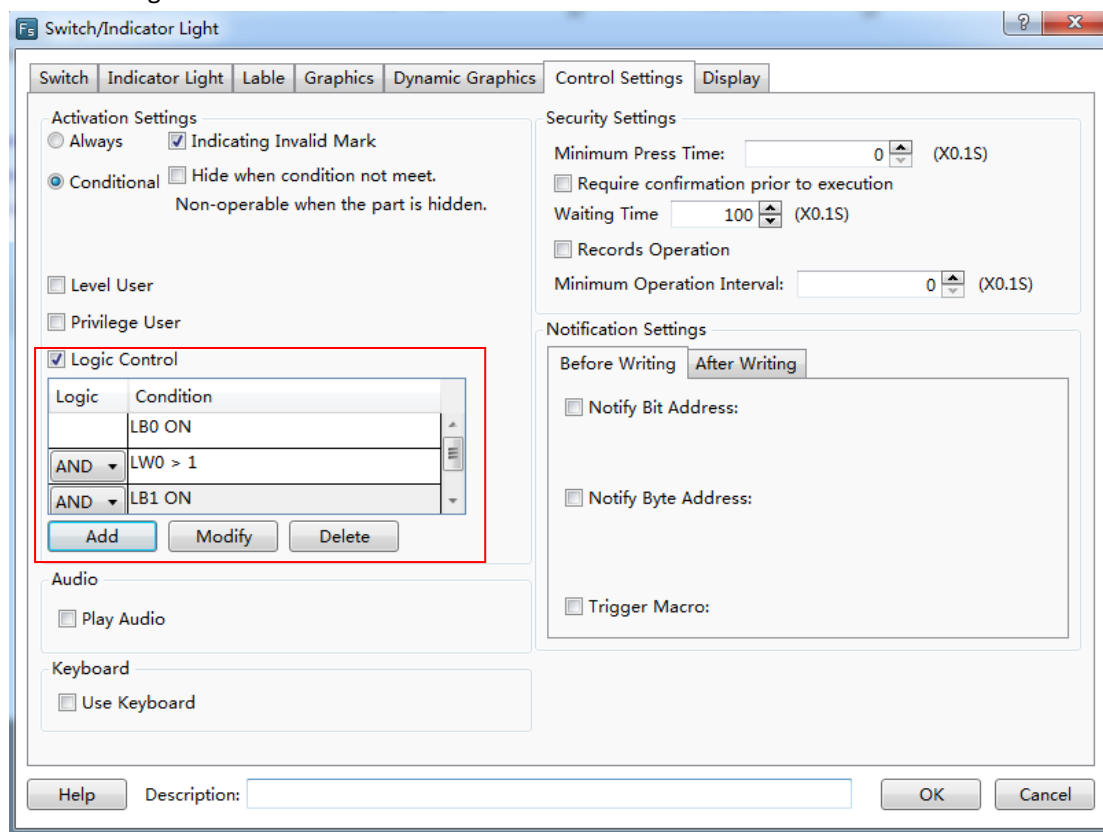 Fs Switch/Indicator Light
Switch Indicator Light Lable Graphics Dynamic Graphics Control Settings Display
Activation Settings
Always Indicating Invalid Mark
Conditional Hide when condition not meet.
Non-operable when the part is hidden.
Level User
Privilege User
Logic Control
Logic Condition
LB0 ON
AND LW0 > 1
AND LB1 ON
Add Modify Delete
Audio
Play Audio
Keyboard
Use Keyboard
Security Settings
Minimum Press Time: 0 (X0.1S)
Require confirmation prior to execution
Waiting Time 100 (X0.1S)
Records Operation
Minimum Operation Interval: 0 (X0.1S)
Notification Settings
Before Writing After Writing
Notify Bit Address:
Notify Byte Address:
Trigger Macro:
Help Description: OK Cancel